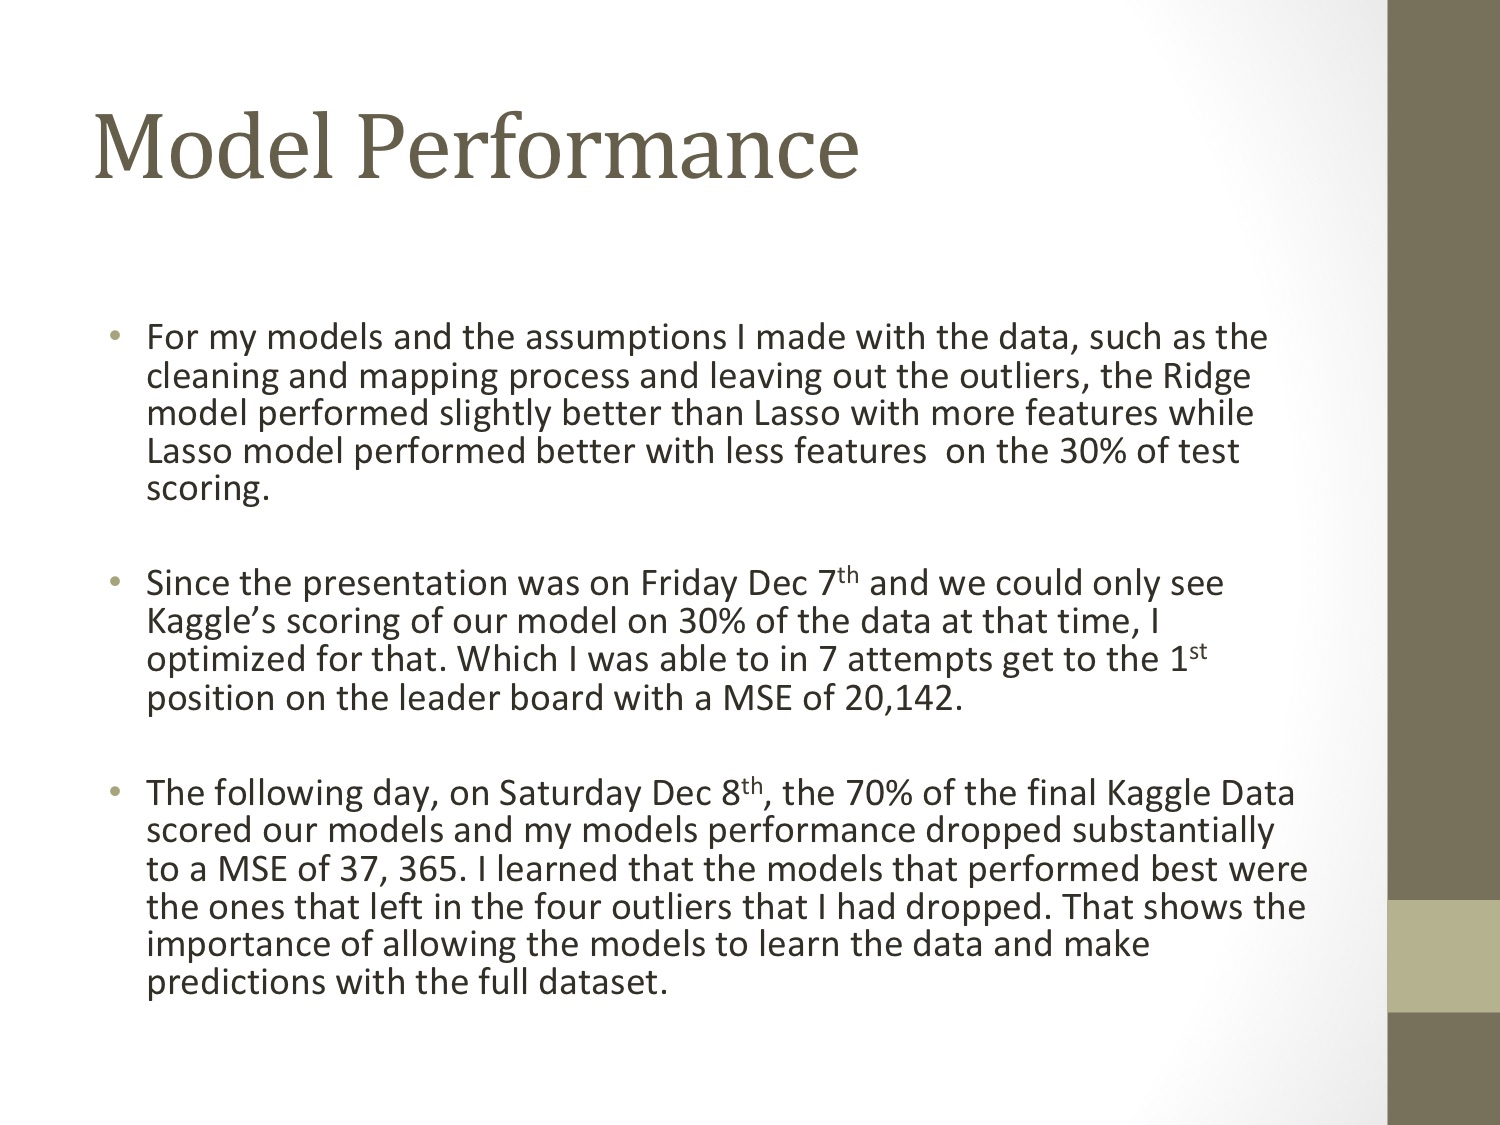 Model Performance
• For my models and the assumptions I made with the data, such as the
cleaning and mapping process and leaving out the outliers, the Ridge
model performed slightly better than Lasso with more features while
Lasso model performed better with less features  on the 30% of test
scoring.
• Since the presentation was on Friday Dec 7th and we could only see
Kaggle’s scoring of our model on 30% of the data at that time, I
optimized for that. Which I was able to in 7 attempts get to the 1st
position on the leader board with a MSE of 20,142.
• The following day, on Saturday Dec 8th, the 70% of the final Kaggle Data
scored our models and my models performance dropped substantially
to a MSE of 37, 365. I learned that the models that performed best were
the ones that left in the four outliers that I had dropped. That shows the
importance of allowing the models to learn the data and make
predictions with the full dataset.